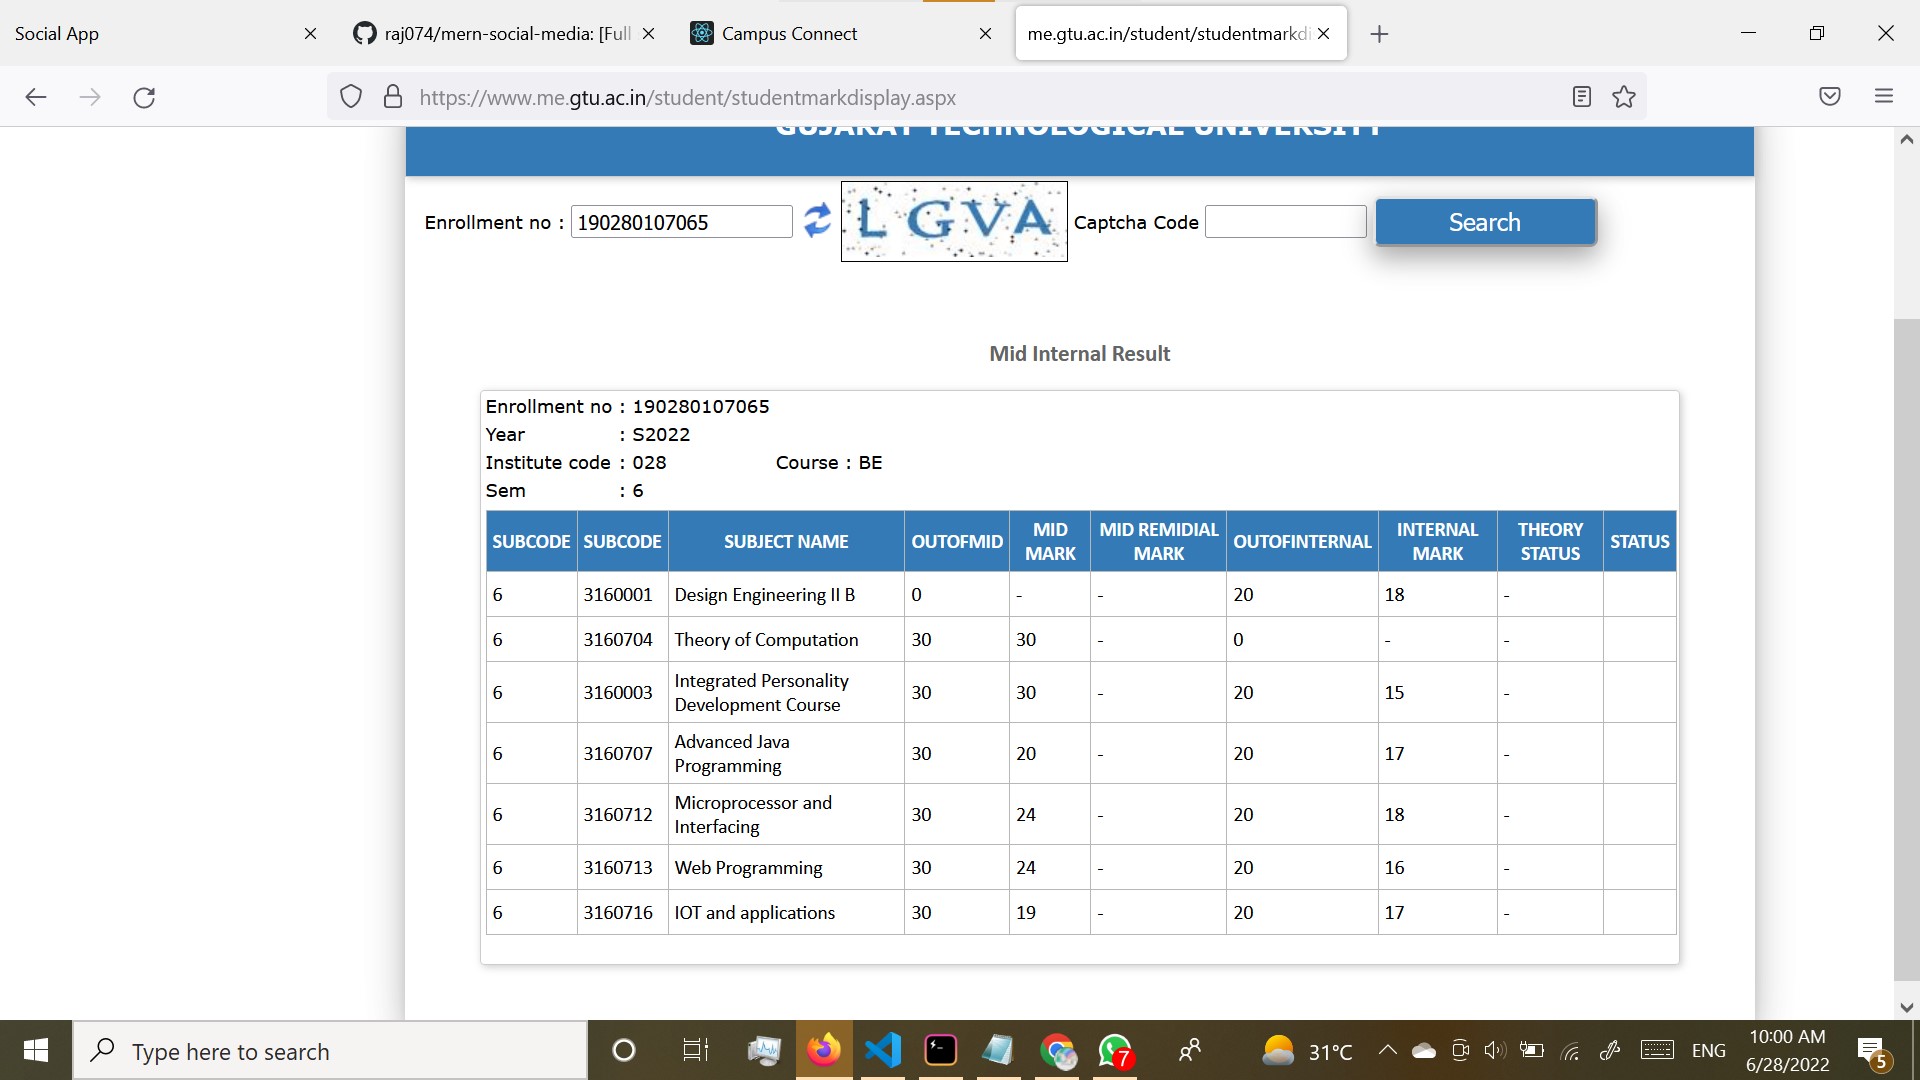 Social App
raj074/mern-social-media: [Full
Campus Connect
me.gtu.ac.in/student/studentmarkdi
https://www.me.gtu.ac.in/student/studentmarkdisplay.aspx
GUJARAT TECHNOLOGICAL UNIVERSITY
Enrollment no : 190280107065 LGVA Captcha Code Search
Mid Internal Result
Enrollment no : 190280107065
Year : S2022
Institute code : 028 Course : BE
Sem : 6
SUBCODE SUBCODE SUBJECT NAME OUTOFMID MID MARK MID REMIDIAL MARK OUTOFINTERNAL INTERNAL MARK THEORY STATUS STATUS
6 3160001 Design Engineering II B 0 - - 20 18 -
6 3160704 Theory of Computation 30 30 - 0 - -
6 3160003 Integrated Personality Development Course 30 30 - 20 15 -
6 3160707 Advanced Java Programming 30 20 - 20 17 -
6 3160712 Microprocessor and Interfacing 30 24 - 20 18 -
6 3160713 Web Programming 30 24 - 20 16 -
6 3160716 IOT and applications 30 19 - 20 17 -
Type here to search
7
31°C
ENG
10:00 AM
6/28/2022
5